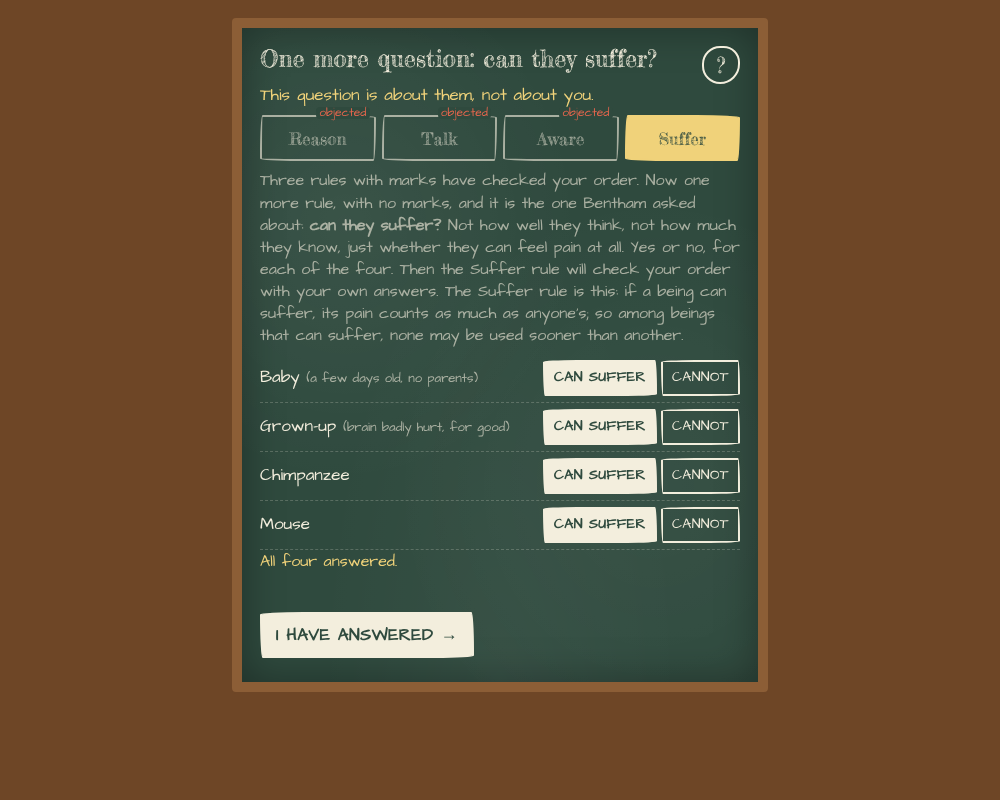 One more question: can they suffer?
?
This question is about them, not about you.
objected objected objected
Reason Talk Aware Suffer
Three rules with marks have checked your order. Now one
more rule, with no marks, and it is the one Bentham asked
about: can they suffer? Not how well they think, not how much
they know, just whether they can feel pain at all. Yes or no, for
each of the four. Then the Suffer rule will check your order
with your own answers. The Suffer rule is this: if a being can
suffer, its pain counts as much as anyone's, so among beings
that can suffer, none may be used sooner than another.
Baby (a few days old, no parents) CAN SUFFER CANNOT
Grown-up (brain badly hurt, for good) CAN SUFFER CANNOT
Chimpanzee CAN SUFFER CANNOT
Mouse CAN SUFFER CANNOT
All four answered.
I HAVE ANSWERED →